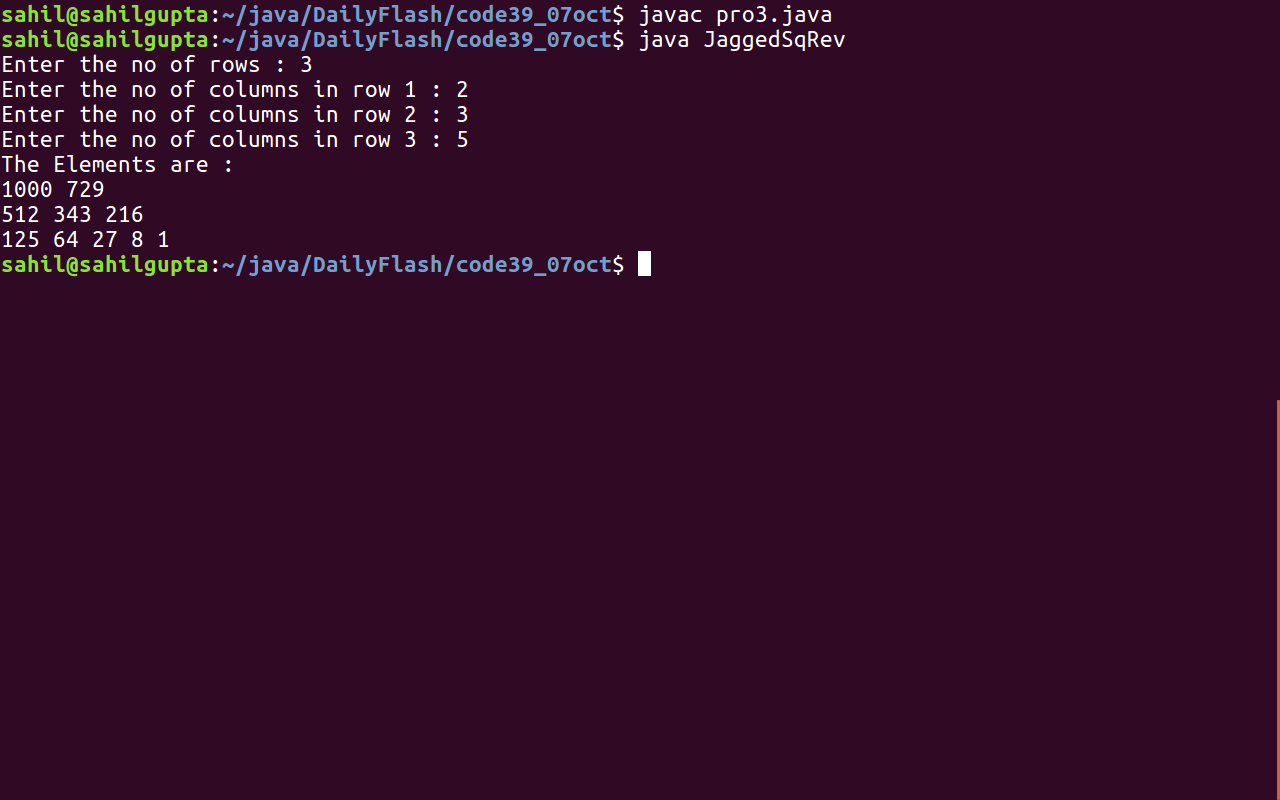 sahil@sahilgupta:~/java/DailyFlash/code39_07oct$ javac pro3.java
sahil@sahilgupta:~/java/DailyFlash/code39_07oct$ java JaggedSqRev
Enter the no of rows : 3
Enter the no of columns in row 1 : 2
Enter the no of columns in row 2 : 3
Enter the no of columns in row 3 : 5
The Elements are :
1000 729
512 343 216
125 64 27 8 1
sahil@sahilgupta:~/java/DailyFlash/code39_07oct$